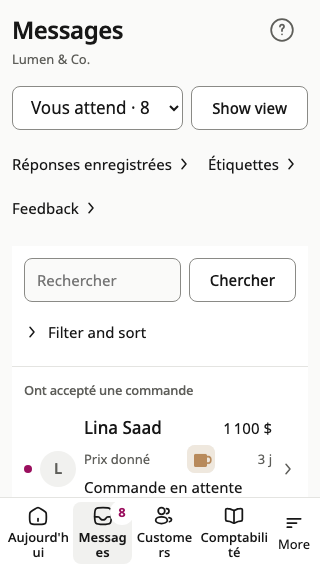 Messages
Lumen & Co.
Vous attend · 8
Show view
Réponses enregistrées
Étiquettes
Feedback
Rechercher
Chercher
Filter and sort
Ont accepté une commande
Lina Saad
1 100 $
L
Prix donné
3 j
Commande en attente
8
Aujourd'h
ui
Messag
es
Custome
rs
Comptabili
té
More